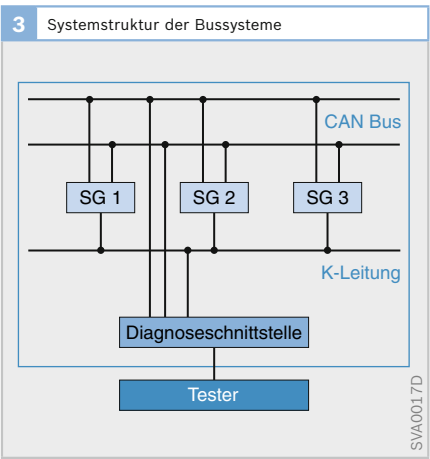 3 Systemstruktur der Bussysteme
CAN Bus
SG 1 SG 2 SG 3
K-Leitung
Diagnoseschnittstelle
Tester
SVA0017D